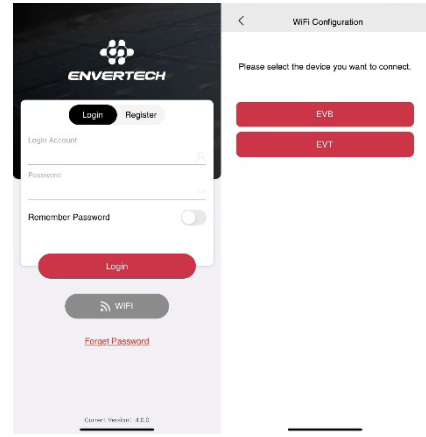 ENVERTECH
Login Register
Login Account
Password
Remember Password
Login
WIFI
Forget Password
Current Version: 4.0.0
WiFi Configuration
Please select the device you want to connect.
EVB
EVT